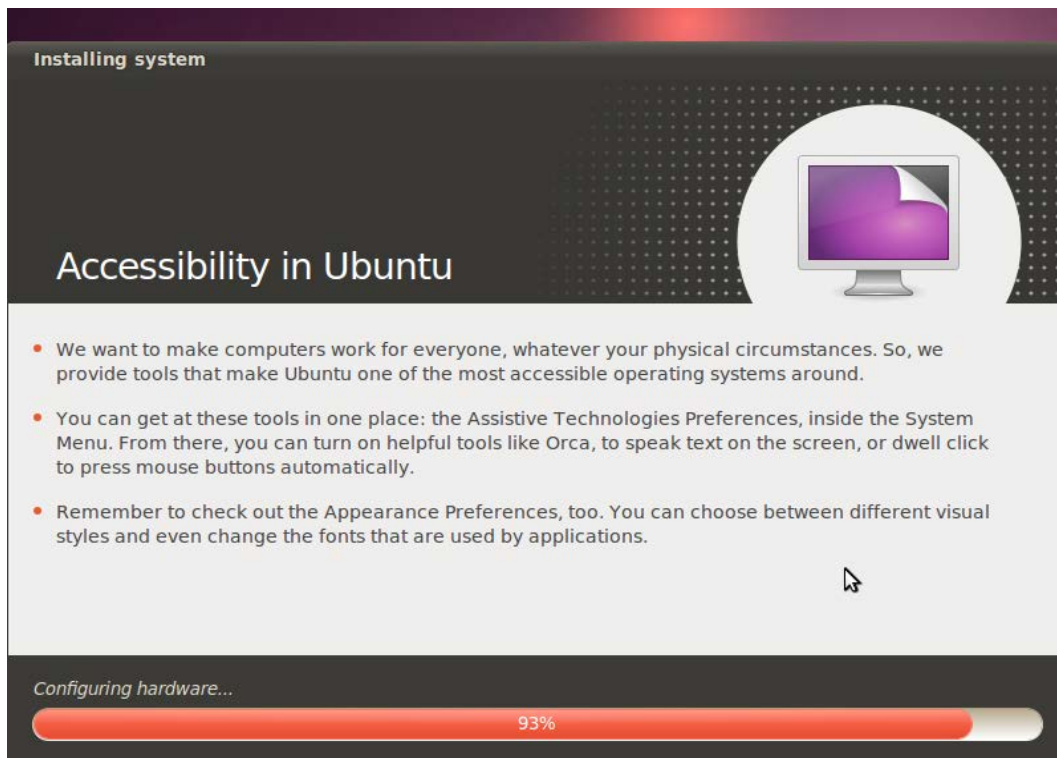 Installing system
Accessibility in Ubuntu
We want to make computers work for everyone, whatever your physical circumstances. So, we
provide tools that make Ubuntu one of the most accessible operating systems around.
You can get at these tools in one place: the Assistive Technologies Preferences, inside the System
Menu. From there, you can turn on helpful tools like Orca, to speak text on the screen, or dwell click
to press mouse buttons automatically.
Remember to check out the Appearance Preferences, too. You can choose between different visual
styles and even change the fonts that are used by applications.
Configuring hardware...
93%